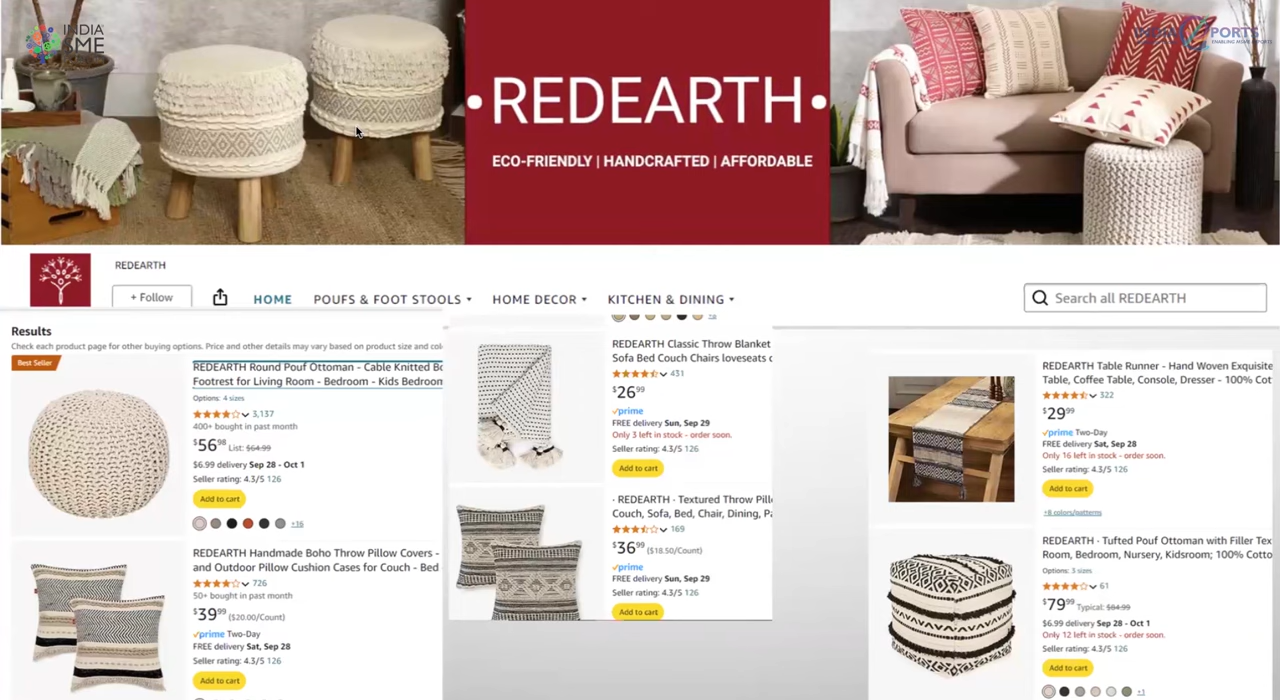 INDIA
SME
PORTS
REDEARTH
ECO-FRIENDLY | HANDCRAFTED | AFFORDABLE
REDEARTH
+ Follow
HOME
POUFS & FOOT STOOLS
HOME DECOR
KITCHEN & DINING
Search all REDEARTH
Results
Check each product page for other buying options. Price and other details may vary based on product size and col
Best Seller
REDEARTH Round Pouf Ottoman - Cable Knitted Bo
Footrest for Living Room - Bedroom - Kids Bedroom
Options: 4 sizes
3,137
400+ bought in past month
$5698 List: $64.99
$6.99 delivery Sep 28 - Oct 1
Seller rating: 4.3/5 126
Add to cart
+16
REDEARTH Handmade Boho Throw Pillow Covers -
and Outdoor Pillow Cushion Cases for Couch - Bed
726
50+ bought in past month
$3999 ($20.00/Count)
prime Two-Day
FREE delivery Sat, Sep 28
Seller rating: 4.3/5 126
Add to cart
+8
REDEARTH Classic Throw Blanket
Sofa Bed Couch Chairs loveseats c
431
$2699
prime
FREE delivery Sun, Sep 29
Only 3 left in stock - order soon.
Seller rating: 4.3/5 126
Add to cart
· REDEARTH · Textured Throw Pill
Couch, Sofa, Bed, Chair, Dining, Pa
169
$3699 ($18.50/Count)
prime
FREE delivery Sun, Sep 29
Seller rating: 4.3/5 126
Add to cart
REDEARTH Table Runner - Hand Woven Exquisite
Table, Coffee Table, Console, Dresser - 100% Cot
322
$2999
prime Two-Day
FREE delivery Sat, Sep 28
Only 16 left in stock - order soon.
Seller rating: 4.3/5 126
Add to cart
+8 colors/patterns
REDEARTH · Tufted Pouf Ottoman with Filler Tex
Room, Bedroom, Nursery, Kidsroom; 100% Cotto
Options: 3 sizes
61
$7999 Typical: $84.99
$6.99 delivery Sep 28 - Oct 1
Only 12 left in stock - order soon.
Seller rating: 4.3/5 126
Add to cart
+1